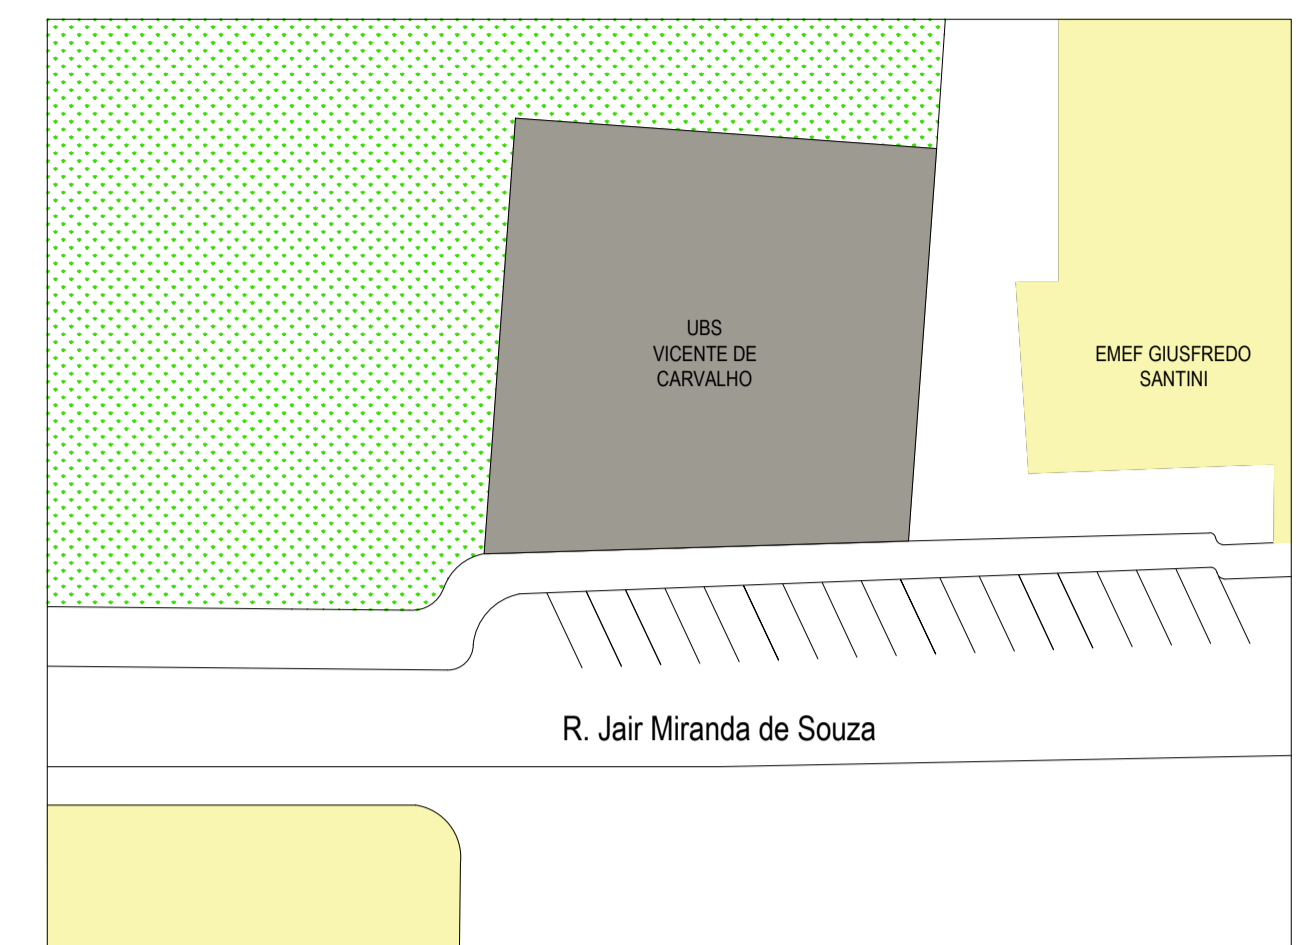 UBS
VICENTE DE
CARVALHO
EMEF GIUSFREDO
SANTINI
R. Jair Miranda de Souza